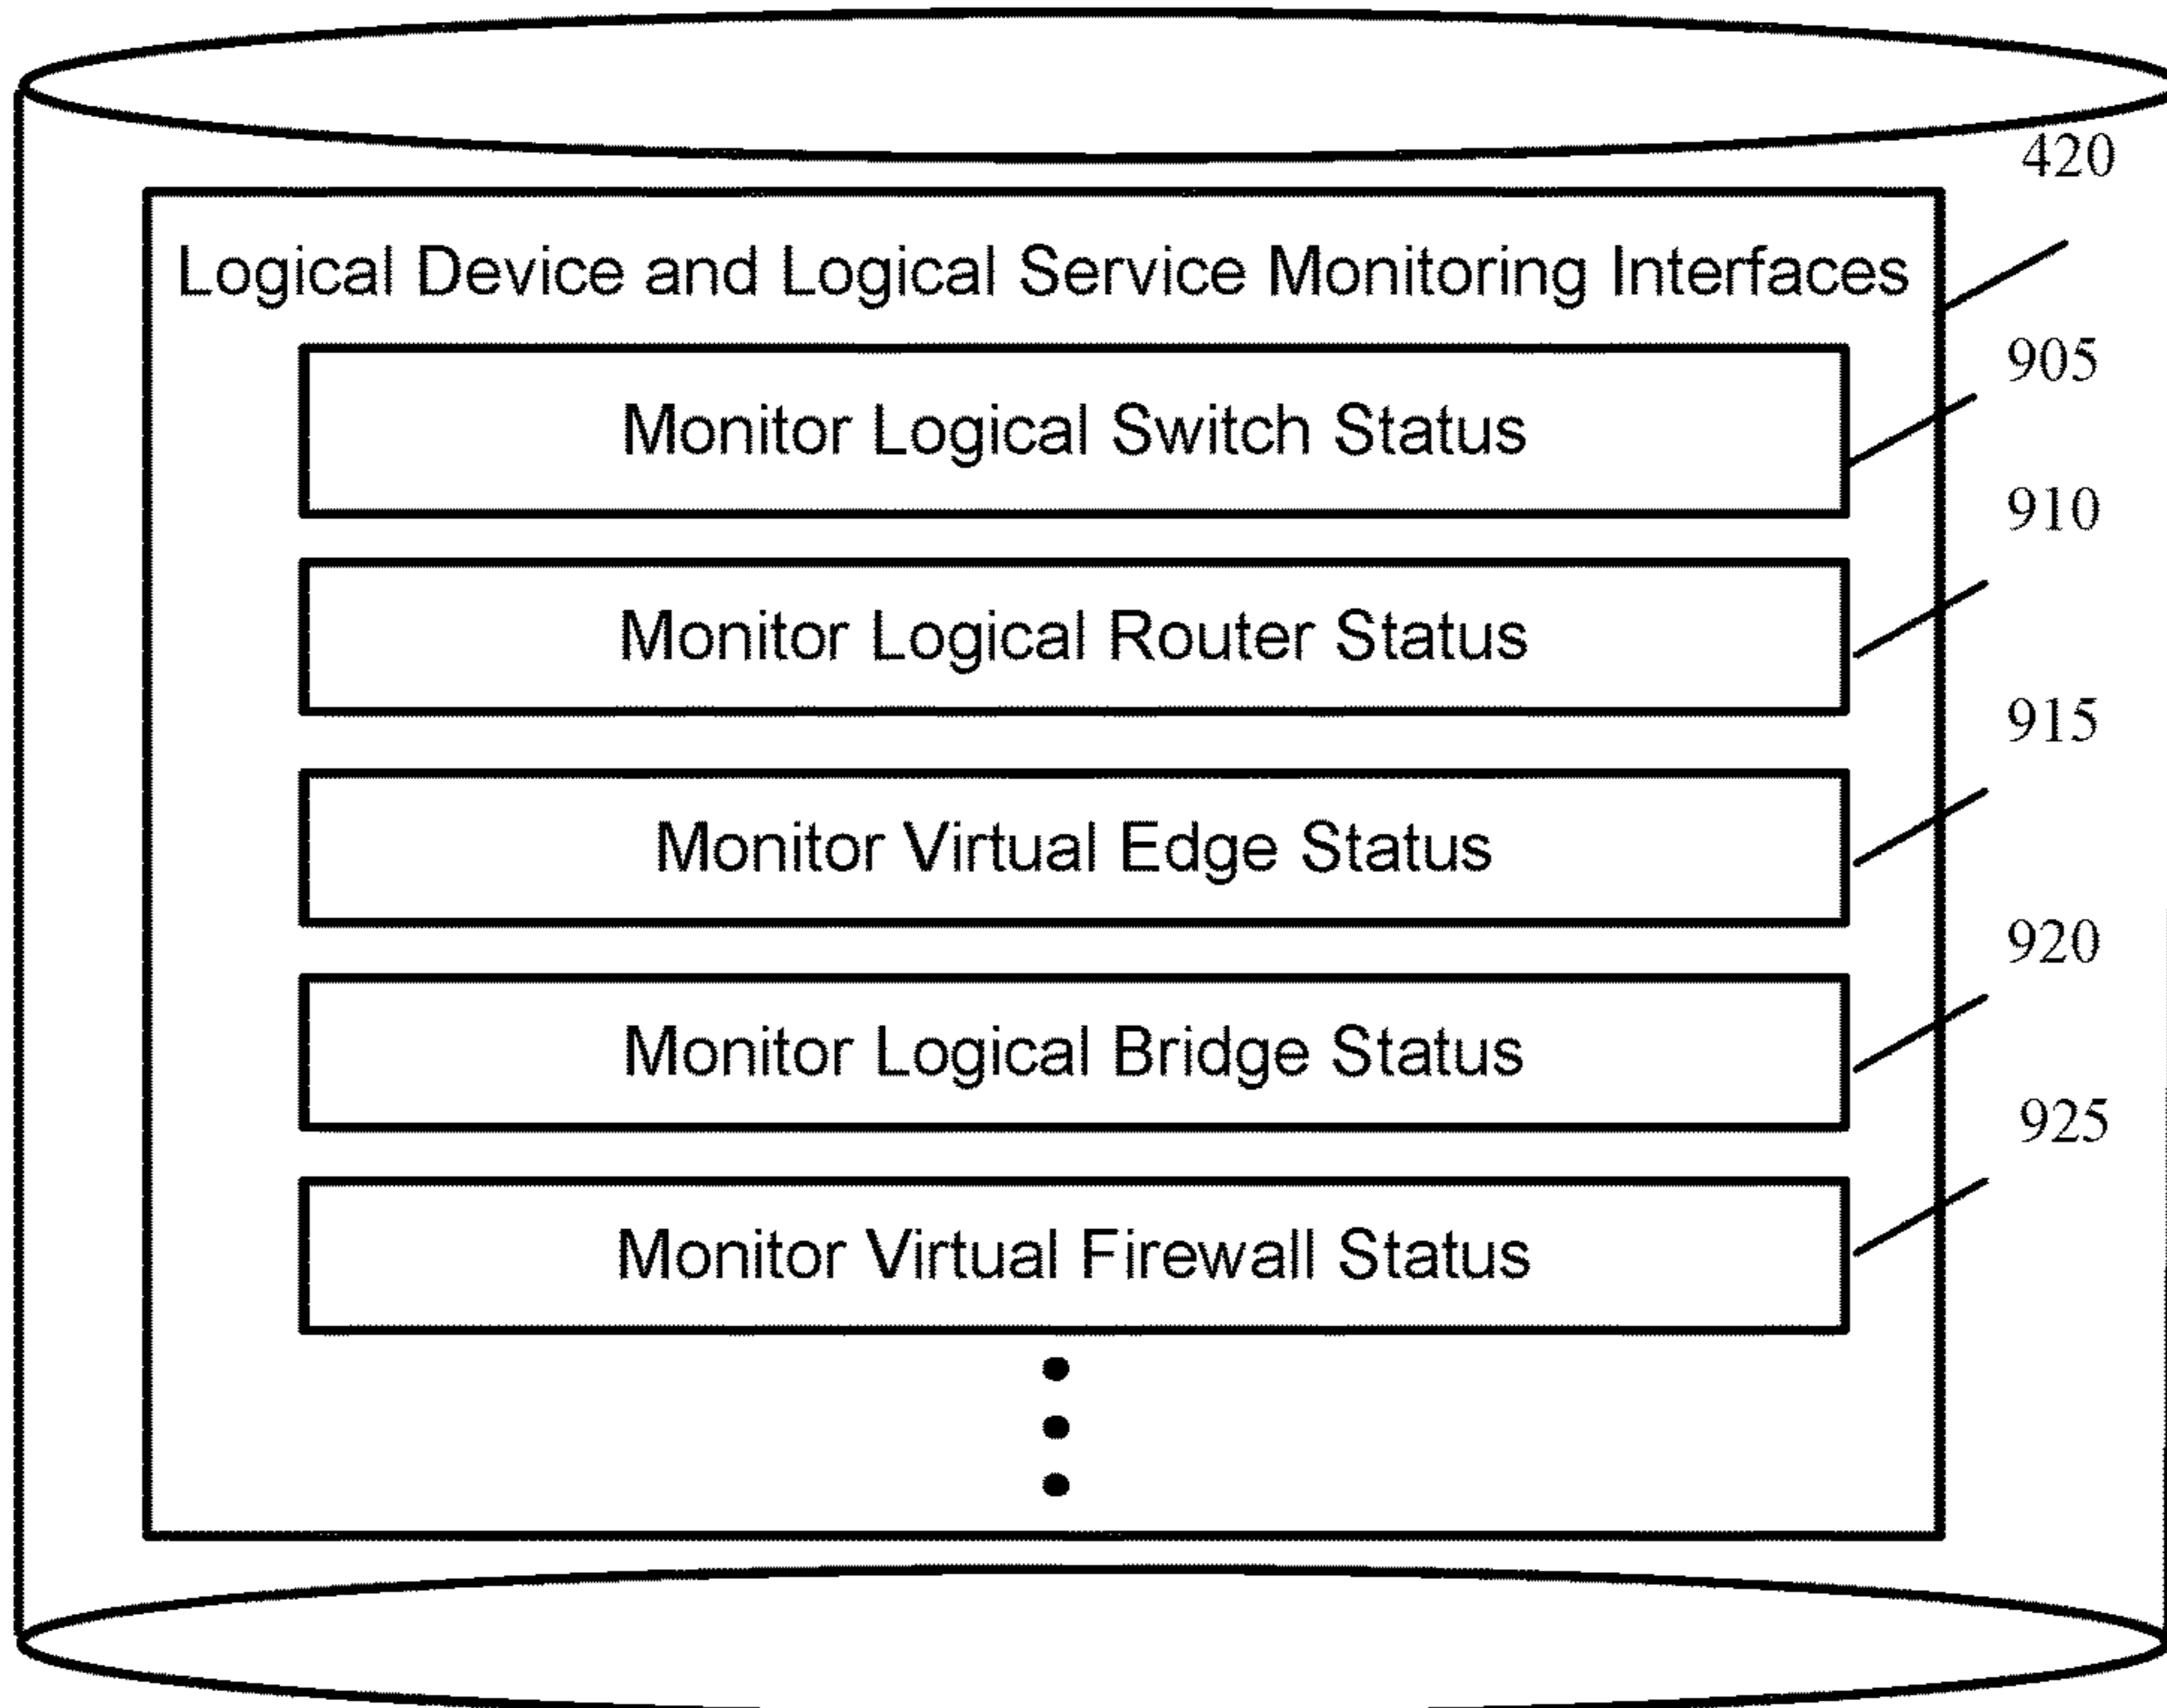 420
Logical Device and Logical Service Monitoring Interfaces
905
Monitor Logical Switch Status
910
Monitor Logical Router Status
915
Monitor Virtual Edge Status
920
Monitor Logical Bridge Status
925
Monitor Virtual Firewall Status